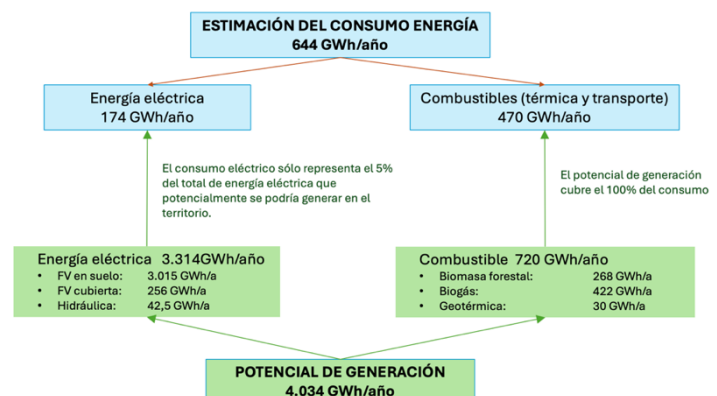 ESTIMACIÓN DEL CONSUMO ENERGÍA
644 GWh/año
Energía eléctrica
174 GWh/año
Combustibles (térmica y transporte)
470 GWh/año
El consumo eléctrico sólo representa el 5%
del total de energía eléctrica que
potencialmente se podría generar en el
territorio.
El potencial de generación
cubre el 100% del consumo
Energía eléctrica 3.314GWh/año
• FV en suelo: 3.015 GWh/a
• FV cubierta: 256 GWh/a
• Hidráulica: 42,5 GWh/a
Combustible 720 GWh/año
• Biomasa forestal: 268 GWh/a
• Biogás: 422 GWh/a
• Geotérmica: 30 GWh/a
POTENCIAL DE GENERACIÓN
4.034 GWh/año